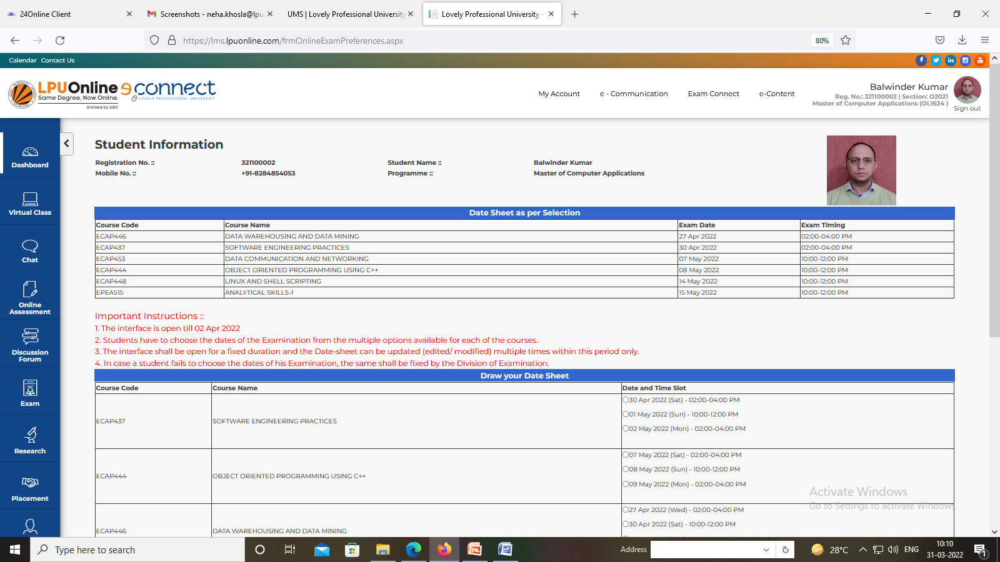 24Online Client
Screenshots - neha.khosla@lpu.
UMS | Lovely Professional University
Lovely Professional University -
https://lms.lpuonline.com/frmOnlineExamPreferences.aspx
80%
Calendar Contact Us
LPUOnline
Same Degree, Now Online.
Entitled by UGC
e connect
LOVELY PROFESSIONAL UNIVERSITY
My Account e - Communication Exam Connect e-Content
Balwinder Kumar
Reg. No.: 321100002 | Section: O2021
Master of Computer Applications (OL1624 )
Sign out
Dashboard
Virtual Class
Chat
Online
Assessment
Discussion
Forum
Exam
Research
Placement
Student Information
Registration No. :: 321100002 Student Name :: Balwinder Kumar
Mobile No. :: +91-8284854053 Programme :: Master of Computer Applications
Date Sheet as per Selection
Course Code Course Name Exam Date Exam Timing
ECAP446 DATA WAREHOUSING AND DATA MINING 27 Apr 2022 02:00-04:00 PM
ECAP437 SOFTWARE ENGINEERING PRACTICES 30 Apr 2022 02:00-04:00 PM
ECAP453 DATA COMMUNICATION AND NETWORKING 07 May 2022 10:00-12:00 PM
ECAP444 OBJECT ORIENTED PROGRAMMING USING C++ 08 May 2022 10:00-12:00 PM
ECAP448 LINUX AND SHELL SCRIPTING 14 May 2022 10:00-12:00 PM
EPEA515 ANALYTICAL SKILLS-I 15 May 2022 10:00-12:00 PM
Important Instructions ::
1. The interface is open till 02 Apr 2022
2. Students have to choose the dates of the Examination from the multiple options available for each of the courses.
3. The interface shall be open for a fixed duration and the Date-sheet can be updated (edited/ modified) multiple times within this period only.
4. In case a student fails to choose the dates of his Examination, the same shall be fixed by the Division of Examination.
Draw your Date Sheet
Course Code Course Name Date and Time Slot
ECAP437 SOFTWARE ENGINEERING PRACTICES
30 Apr 2022 (Sat) - 02:00-04:00 PM
01 May 2022 (Sun) - 10:00-12:00 PM
02 May 2022 (Mon) - 02:00-04:00 PM
ECAP444 OBJECT ORIENTED PROGRAMMING USING C++
07 May 2022 (Sat) - 02:00-04:00 PM
08 May 2022 (Sun) - 10:00-12:00 PM
09 May 2022 (Mon) - 02:00-04:00 PM
ECAP446 DATA WAREHOUSING AND DATA MINING
27 Apr 2022 (Wed) - 02:00-04:00 PM
30 Apr 2022 (Sat) - 10:00-12:00 PM
Activate Windows
Go to Settings to activate Windows.
Type here to search
Address
28°C
ENG
10:10
31-03-2022
1